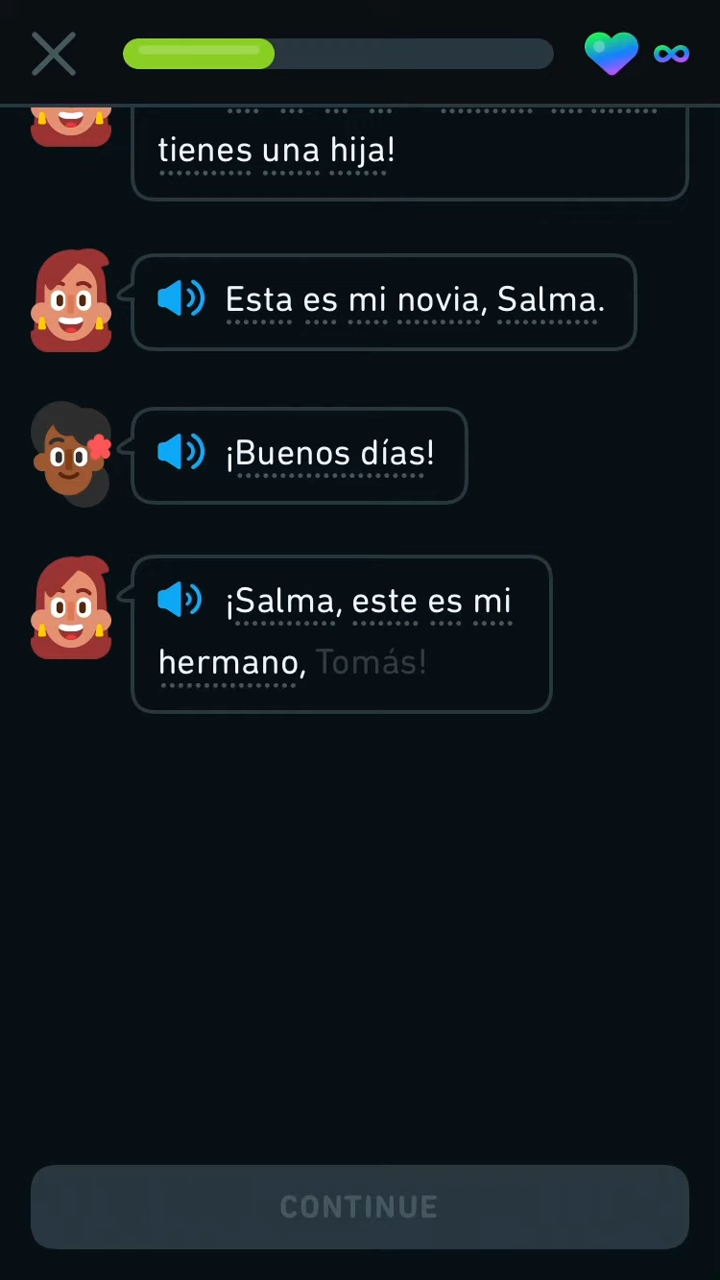 tienes una hija!
Esta es mi novia, Salma.
¡Buenos días!
¡Salma, este es mi
hermano, Tomás!
CONTINUE